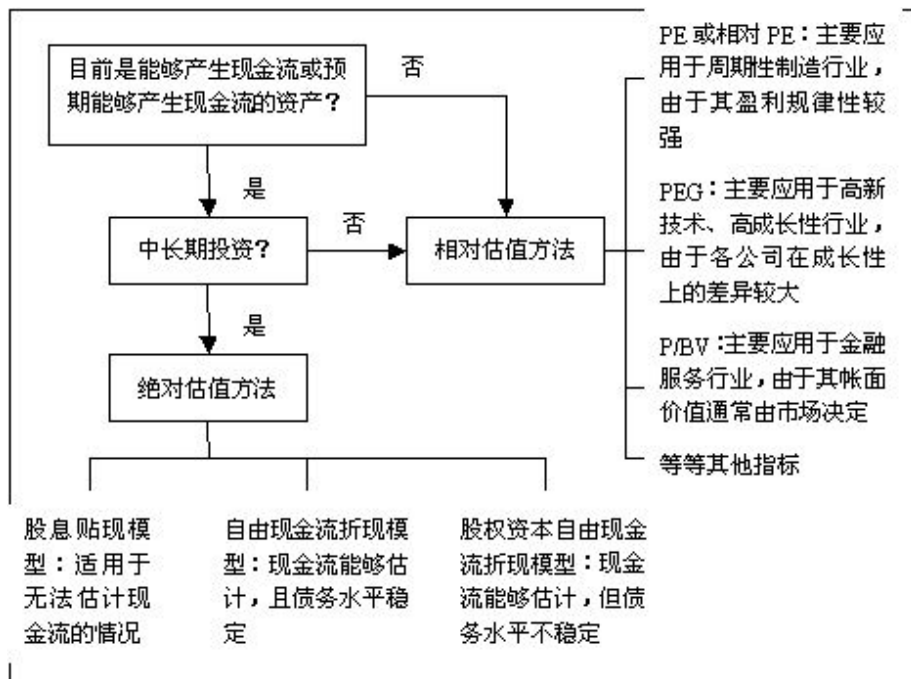 目前是能够产生现金流或预
期能够产生现金流的资产？
否
是
中长期投资？
否
相对估值方法
是
绝对估值方法
PE 或相对 PE：主要应
用于周期性制造行业，
由于其盈利规律性较
强
PEG：主要应用于高新
技术、高成长性行业，
由于各公司在成长性
上的差异较大
P/BV：主要应用于金融
服务行业，由于其帐面
价值通常由市场决定
等等其他指标
股息贴现模
型：适用于
无法估计现
金流的情况
自由现金流折现模
型：现金流能够估
计，且债务水平稳
定
股权资本自由现金
流折现模型：现金
流能够估计，但债
务水平不稳定